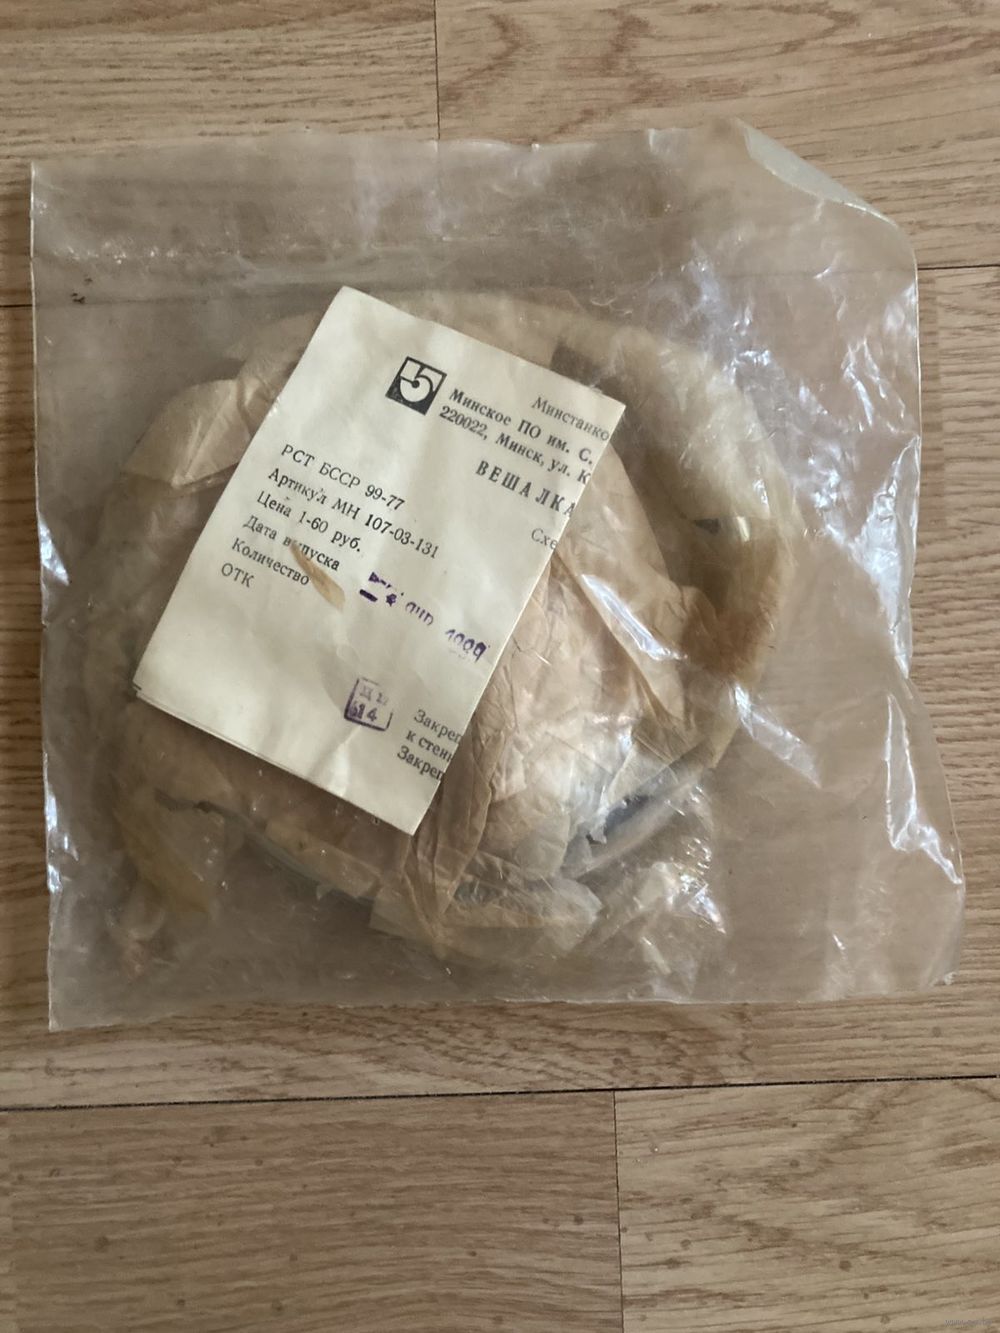 Минстанко
Минское ПО им. С.
220022, Минск, ул. К
ВЕШАЛКА
Схе
РСТ БССР 99-77
Артикул МН 107-03-131
Цена 1-60 руб.
Дата выпуска
Количество
ОТК
14
Закреп
к стен
Закреп